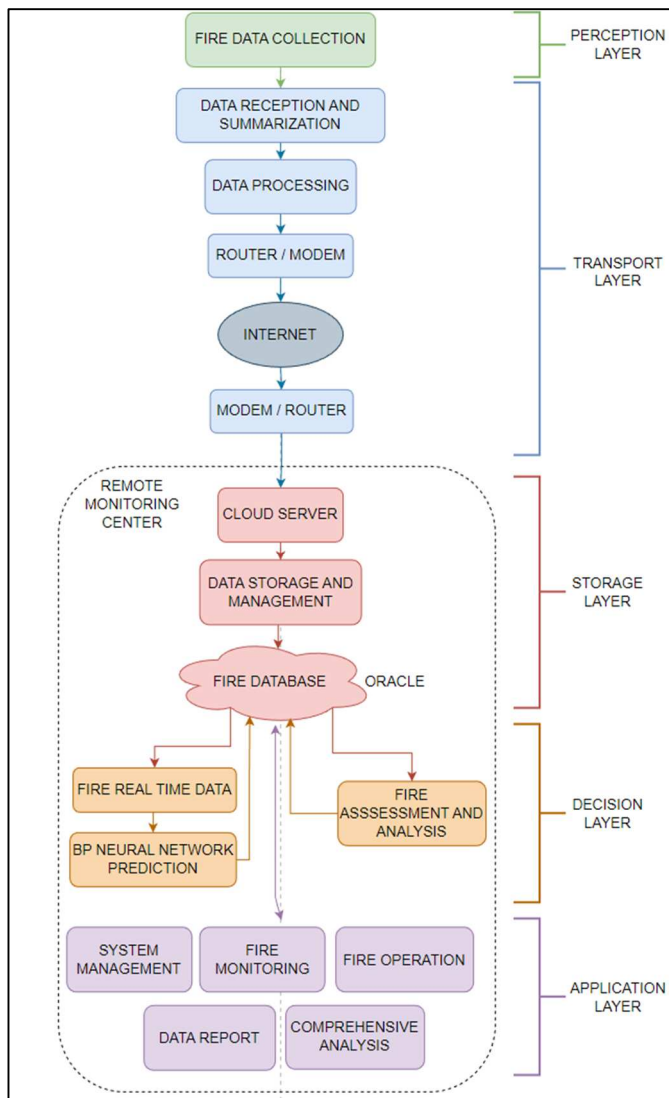 FIRE DATA COLLECTION
PERCEPTION
LAYER
DATA RECEPTION AND
SUMMARIZATION
DATA PROCESSING
ROUTER / MODEM
TRANSPORT
LAYER
INTERNET
MODEM / ROUTER
REMOTE
MONITORING
CENTER
CLOUD SERVER
DATA STORAGE AND
MANAGEMENT
STORAGE
LAYER
FIRE DATABASE
ORACLE
FIRE REAL TIME DATA
BP NEURAL NETWORK
PREDICTION
FIRE
ASSSESSMENT AND
ANALYSIS
DECISION
LAYER
SYSTEM
MANAGEMENT
FIRE
MONITORING
FIRE OPERATION
DATA REPORT
COMPREHENSIVE
ANALYSIS
APPLICATION
LAYER